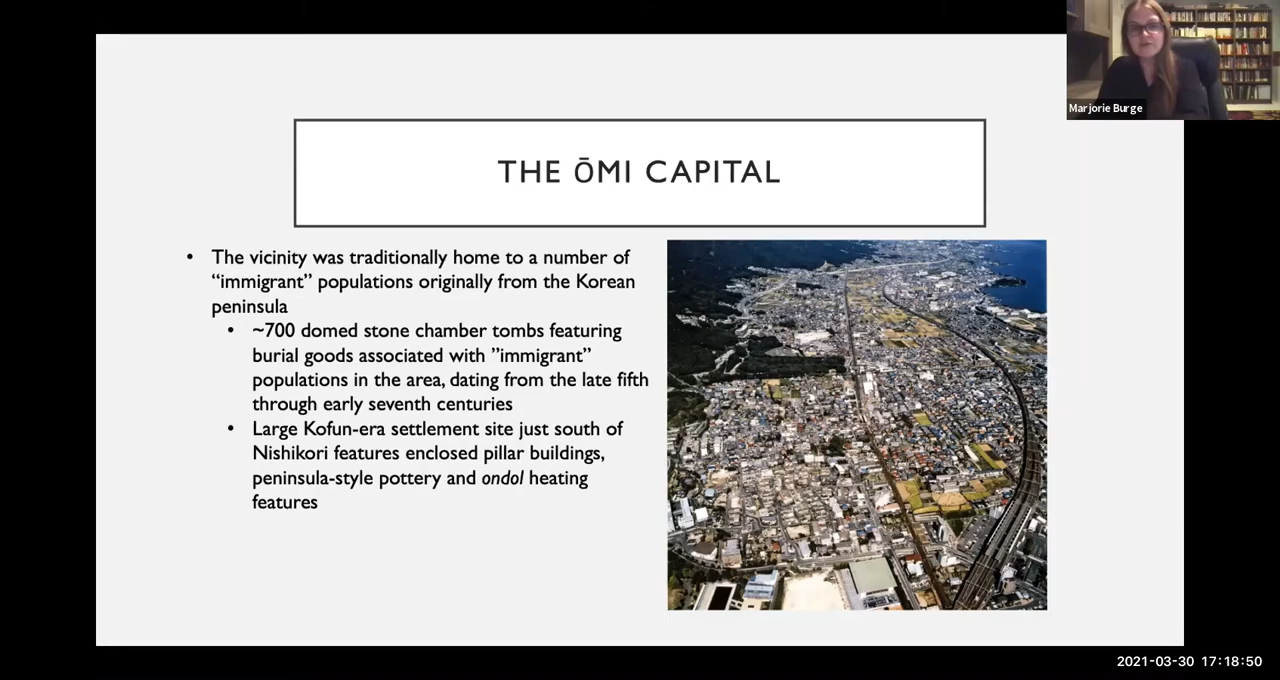 Marjorie Burge
THE ŌMI CAPITAL
• The vicinity was traditionally home to a number of
“immigrant” populations originally from the Korean
peninsula
• ~700 domed stone chamber tombs featuring
burial goods associated with ”immigrant”
populations in the area, dating from the late fifth
through early seventh centuries
• Large Kofun-era settlement site just south of
Nishikori features enclosed pillar buildings,
peninsula-style pottery and ondol heating
features
2021-03-30 17:18:50